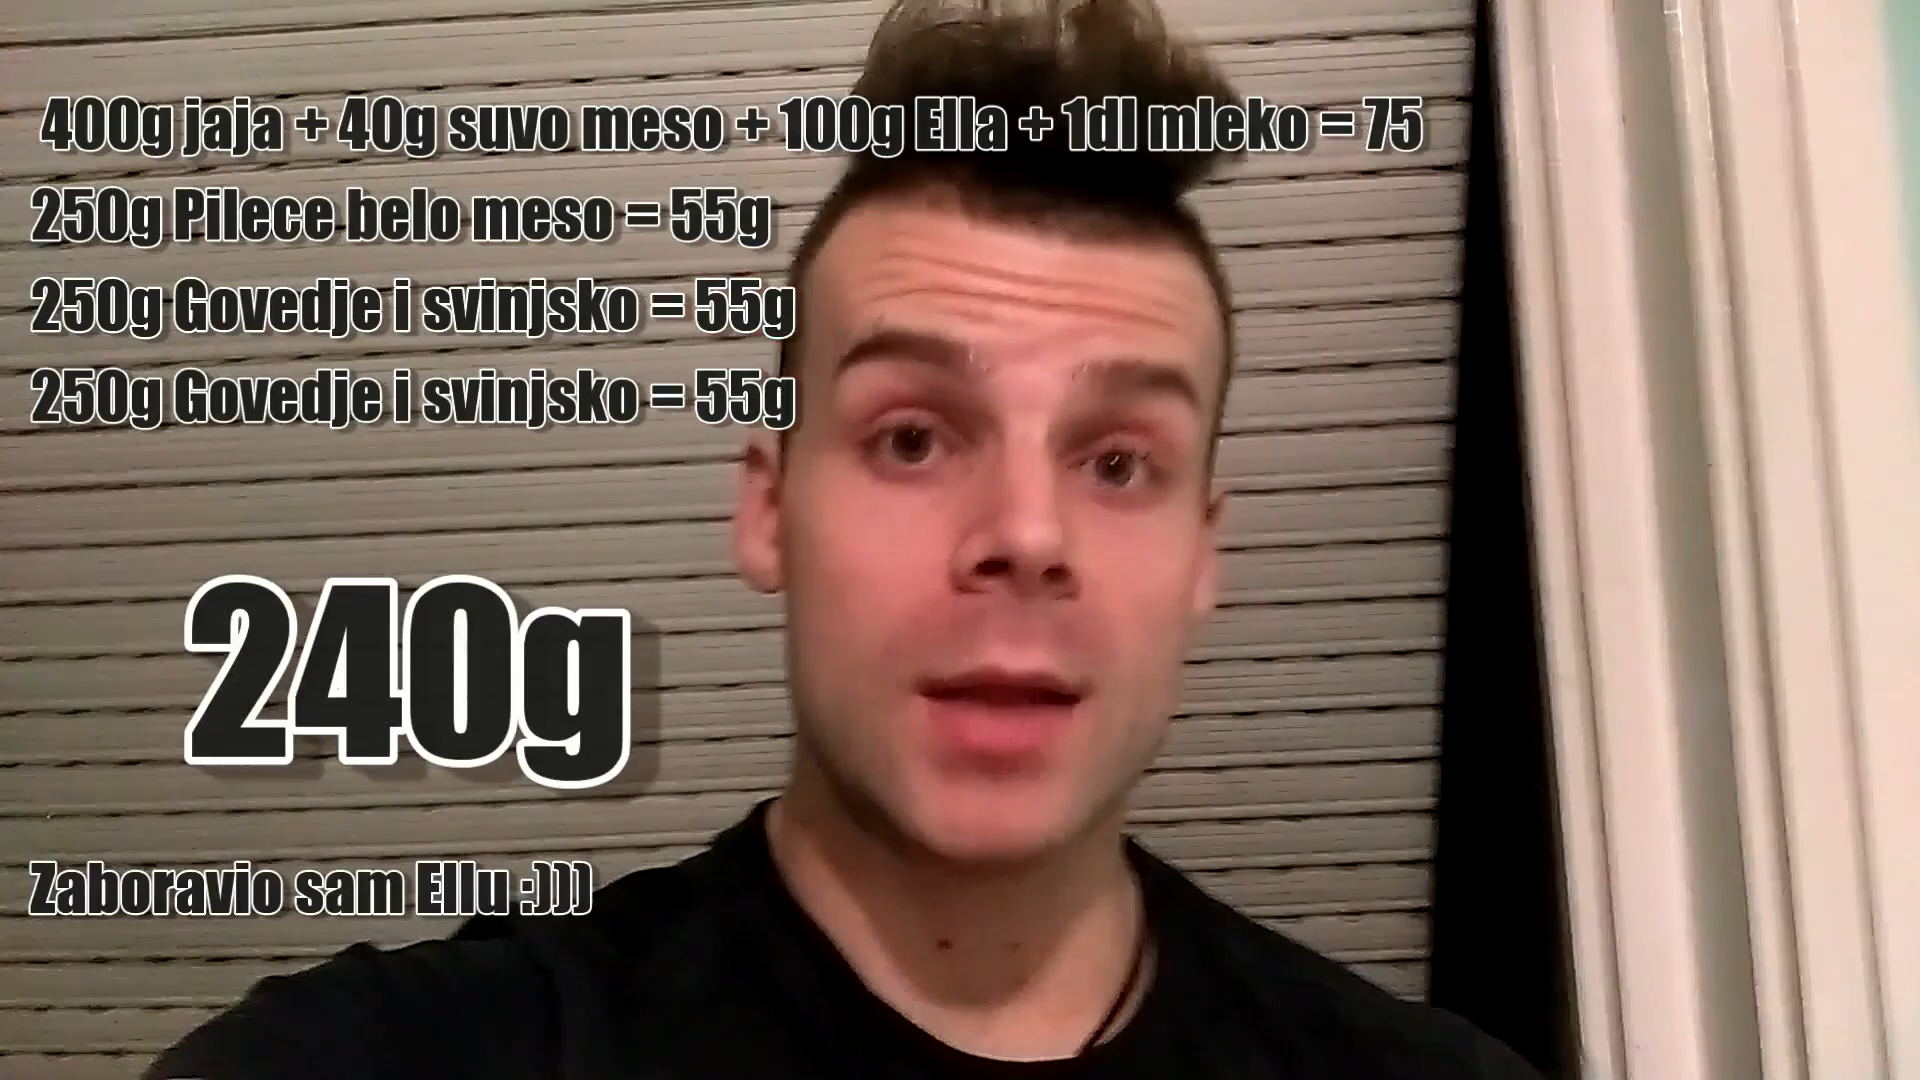 400g jaja + 40g suvo meso + 100g Ella + 1dl mleko = 75
250g Pilece belo meso = 55g
250g Govedje i svinjsko = 55g
250g Govedje i svinjsko = 55g
240g
Zaboravio sam Ellu :)))